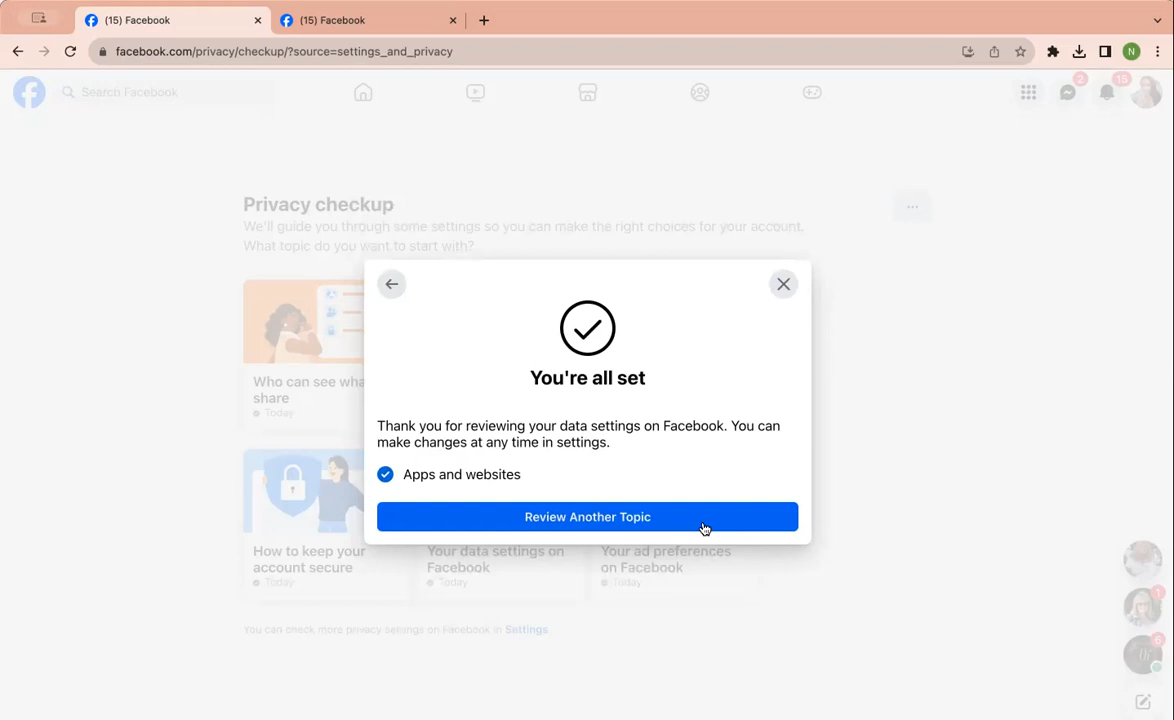 (15) Facebook
(15) Facebook
facebook.com/privacy/checkup/?source=settings_and_privacy
N
Search Facebook
2
15
Privacy checkup
We'll guide you through some settings so you can make the right choices for your account.
What topic do you want to start with?
You're all set
Who can see wha
share
Today
Thank you for reviewing your data settings on Facebook. You can
make changes at any time in settings.
Apps and websites
Review Another Topic
How to keep your
account secure
Today
Your data settings on
Facebook
Today
Your ad preferences
on Facebook
Today
1
6
You can check more privacy settings on Facebook in Settings